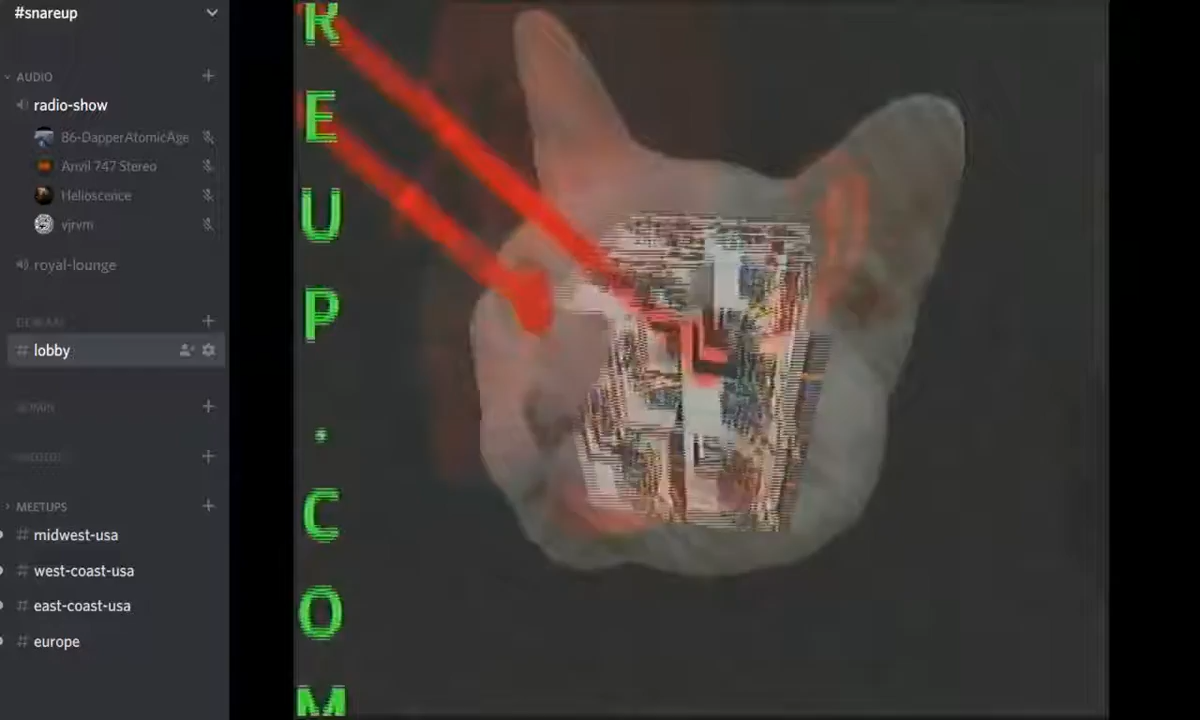 #snareup
AUDIO
radio-show
B6-DapperAtomicAge
Anvil 747 Stereo
Helioscence
vjrvm
royal-lounge
# lobby
MEETUPS
# midwest-usa
# west-coast-usa
# east-coast-usa
# europe
R
E
U
P
.
C
O
M